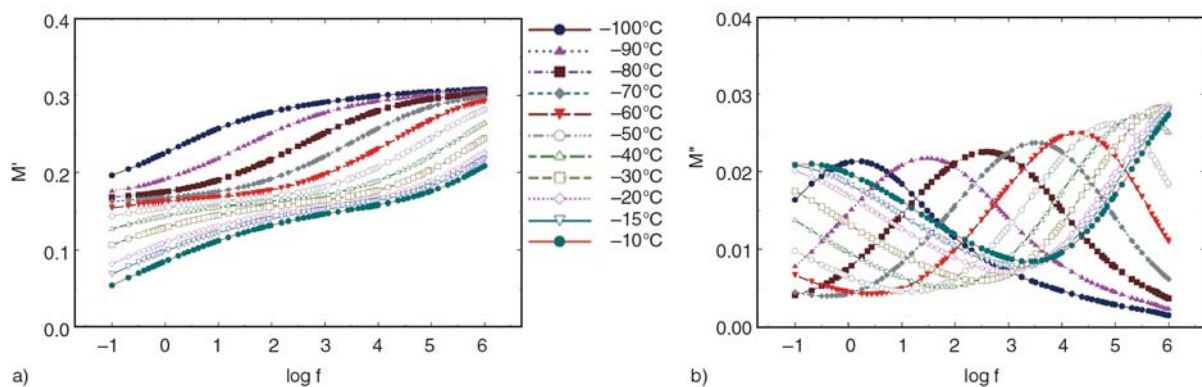 0.4
0.3
0.2
0.1
0.0
M'
–1 0 1 2 3 4 5 6
log f
a)
–100°C
–90°C
–80°C
–70°C
–60°C
–50°C
–40°C
–30°C
–20°C
–15°C
–10°C
0.04
0.03
0.02
0.01
0.00
M"
–1 0 1 2 3 4 5 6
log f
b)